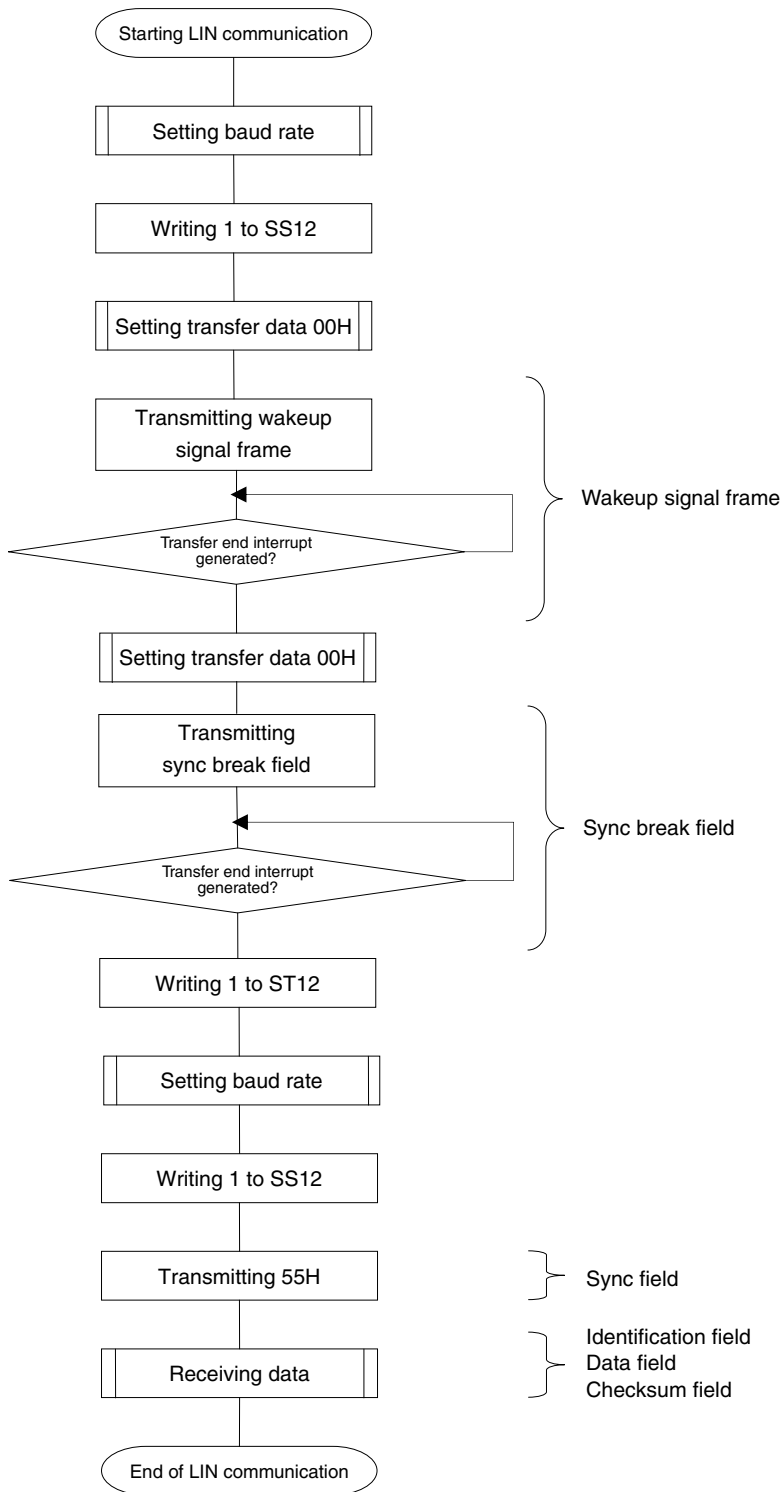 Starting LIN communication
Setting baud rate
Writing 1 to SS12
Setting transfer data 00H
Transmitting wakeup
signal frame
Wakeup signal frame
Transfer end interrupt
generated?
Setting transfer data 00H
Transmitting
sync break field
Sync break field
Transfer end interrupt
generated?
Writing 1 to ST12
Setting baud rate
Writing 1 to SS12
Transmitting 55H
Sync field
Receiving data
Identification field
Data field
Checksum field
End of LIN communication